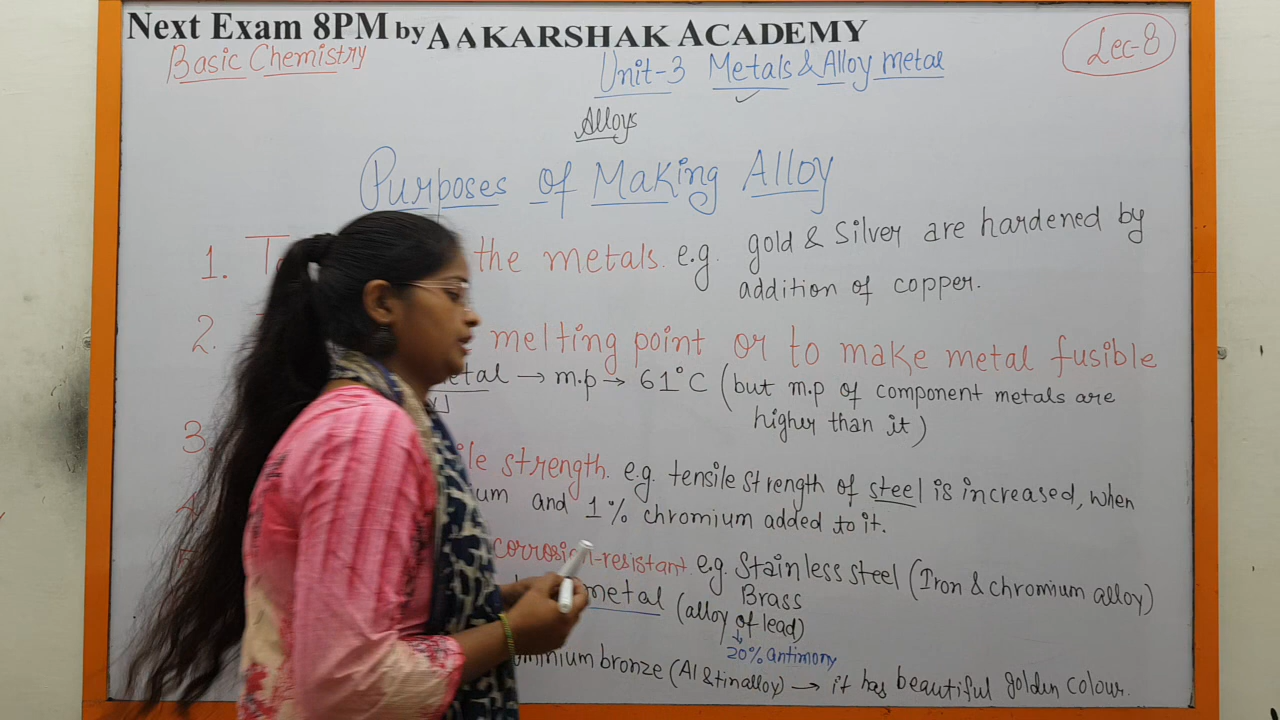 Next Exam 8PM by AAKARSHAK ACADEMY
Basic Chemistry
Unit-3 Metals & Alloy metal
Lec-8
Alloys
Purposes of Making Alloy
1. the metals. e.g. gold & Silver are hardened by
addition of copper.
2. melting point or to make metal fusible
etal → m.p → 61°C (but m.p of component metals are
higher than it)
3.
ile strength. e.g. tensile strength of steel is increased, when
4. um and 1% chromium added to it.
corrosion-resistant. e.g. Stainless steel (Iron & chromium alloy)
Brass
metal (alloy of lead)
20% antimony
minium bronze (Al & tin alloy) → it has beautiful golden colour.